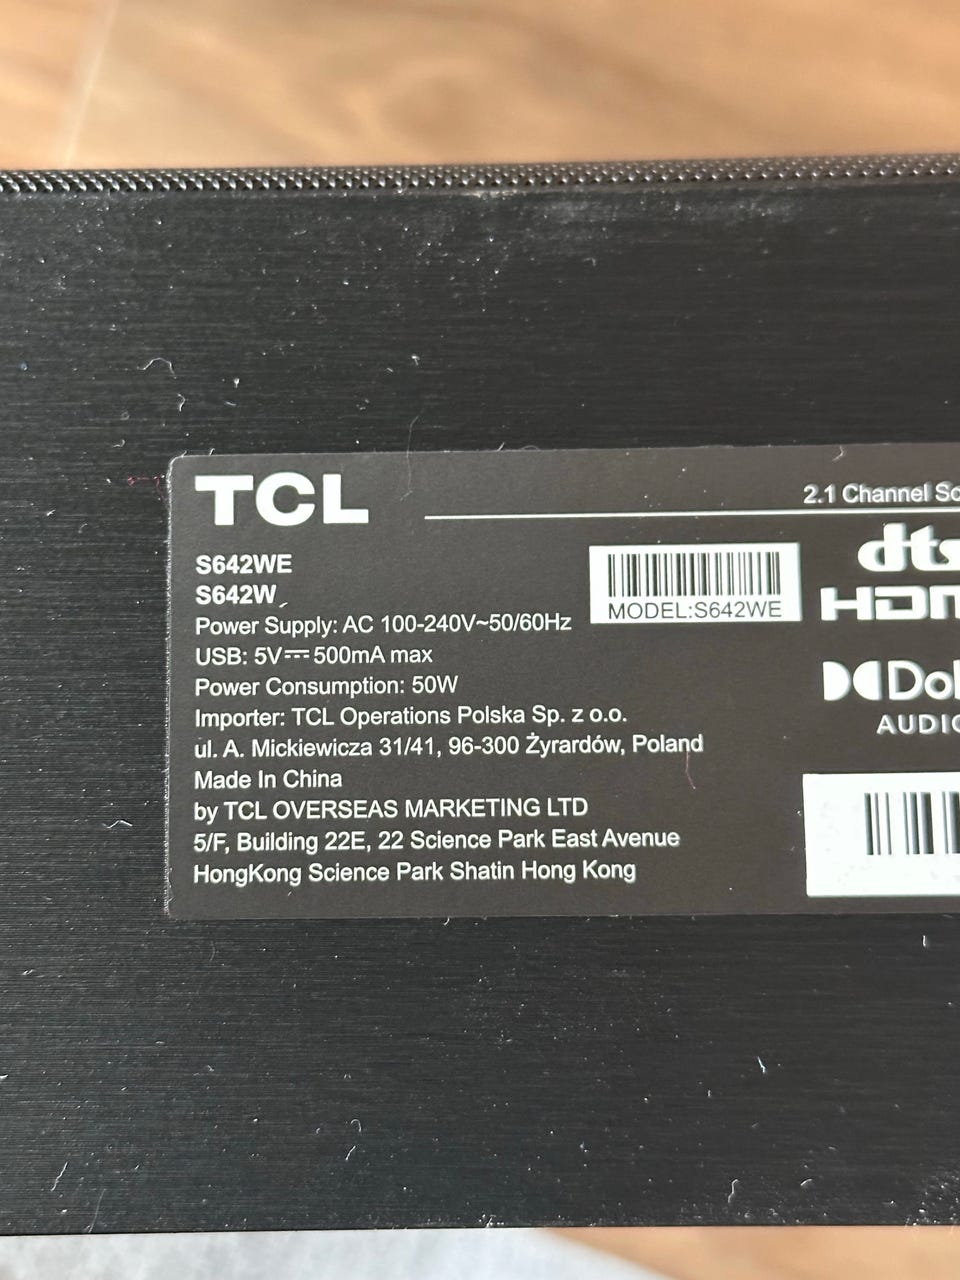 TCL
2.1 Channel
S642WE
S642W
MODEL:S642WE
Power Supply: AC 100-240V~50/60Hz
USB: 5V⎓500mA max
Power Consumption: 50W
Importer: TCL Operations Polska Sp. z o.o.
ul. A. Mickiewicza 31/41, 96-300 Żyrardów, Poland
Made In China
by TCL OVERSEAS MARKETING LTD
5/F, Building 22E, 22 Science Park East Avenue
HongKong Science Park Shatin Hong Kong
dts
AUDIO